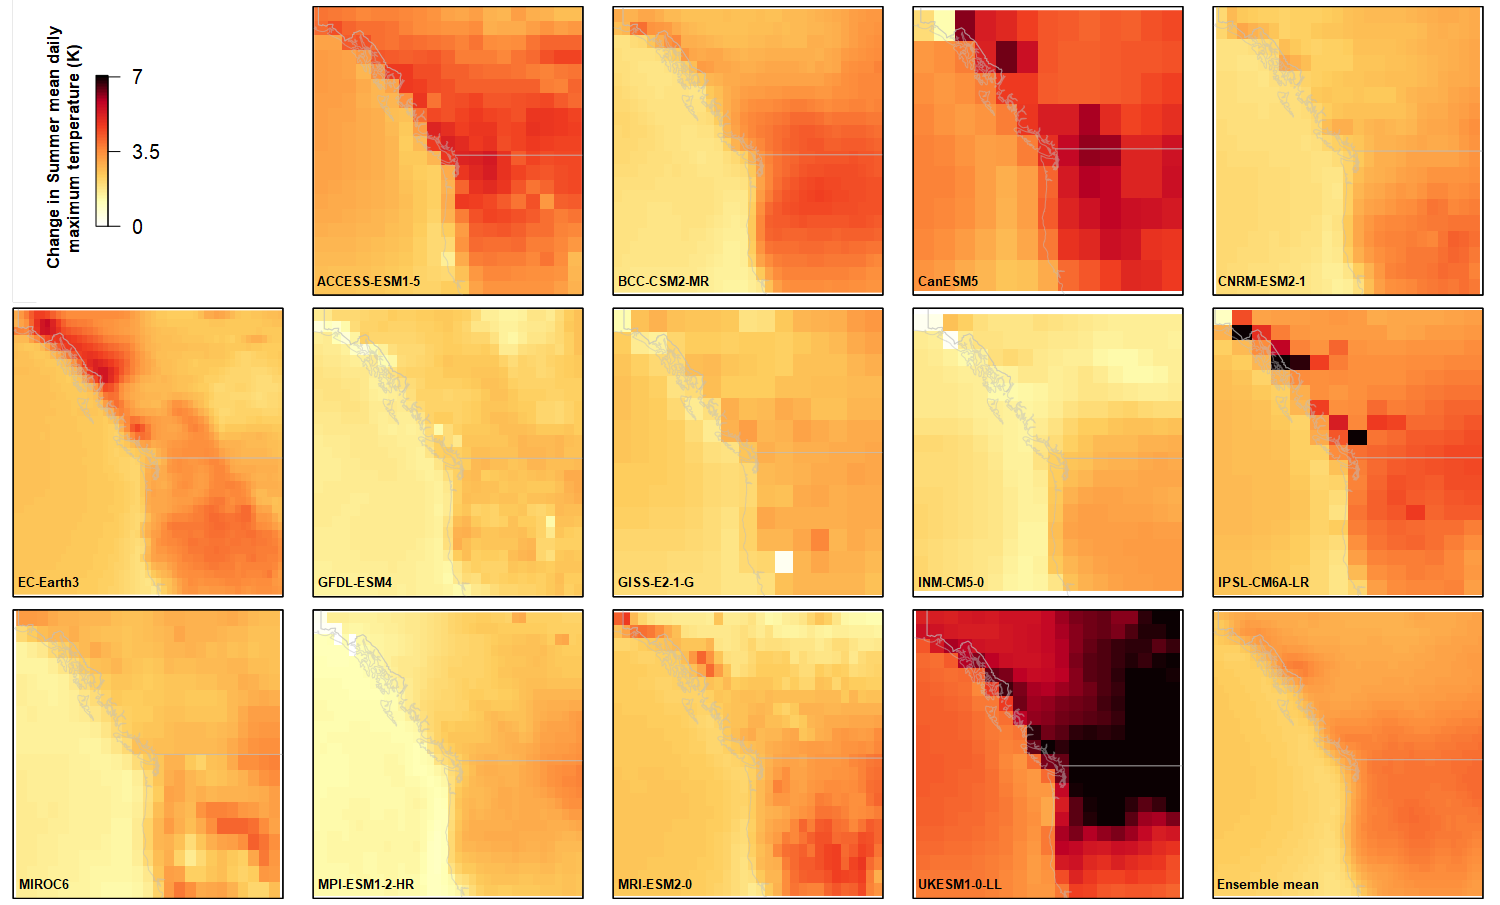 Change in Summer mean daily
maximum temperature (K)
7
3.5
0
ACCESS-ESM1-5
BCC-CSM2-MR
CanESM5
CNRM-ESM2-1
EC-Earth3
GFDL-ESM4
GISS-E2-1-G
INM-CM5-0
IPSL-CM6A-LR
MIROC6
MPI-ESM1-2-HR
MRI-ESM2-0
UKESM1-0-LL
Ensemble mean